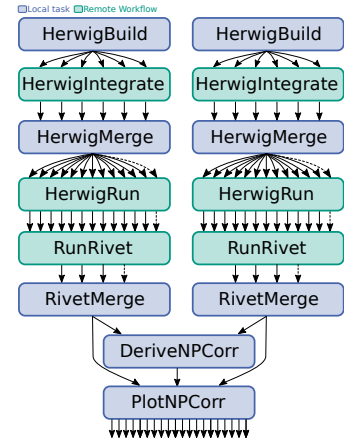 Local task Remote Workflow
HerwigBuild HerwigBuild
HerwigIntegrate HerwigIntegrate
HerwigMerge HerwigMerge
HerwigRun HerwigRun
RunRivet RunRivet
RivetMerge RivetMerge
DeriveNPCorr
PlotNPCorr